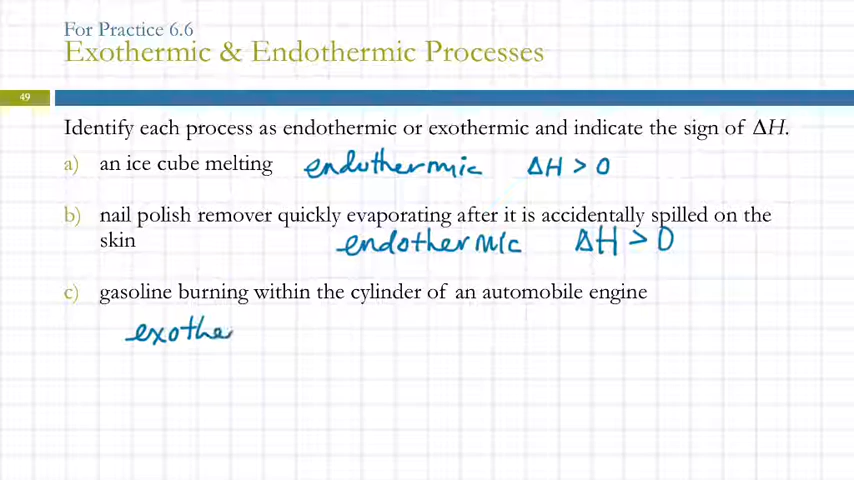 For Practice 6.6
Exothermic & Endothermic Processes
49
Identify each process as endothermic or exothermic and indicate the sign of ΔH.
a) an ice cube melting endothermic ΔH > 0
b) nail polish remover quickly evaporating after it is accidentally spilled on the
skin endothermic ΔH > 0
c) gasoline burning within the cylinder of an automobile engine
exothe